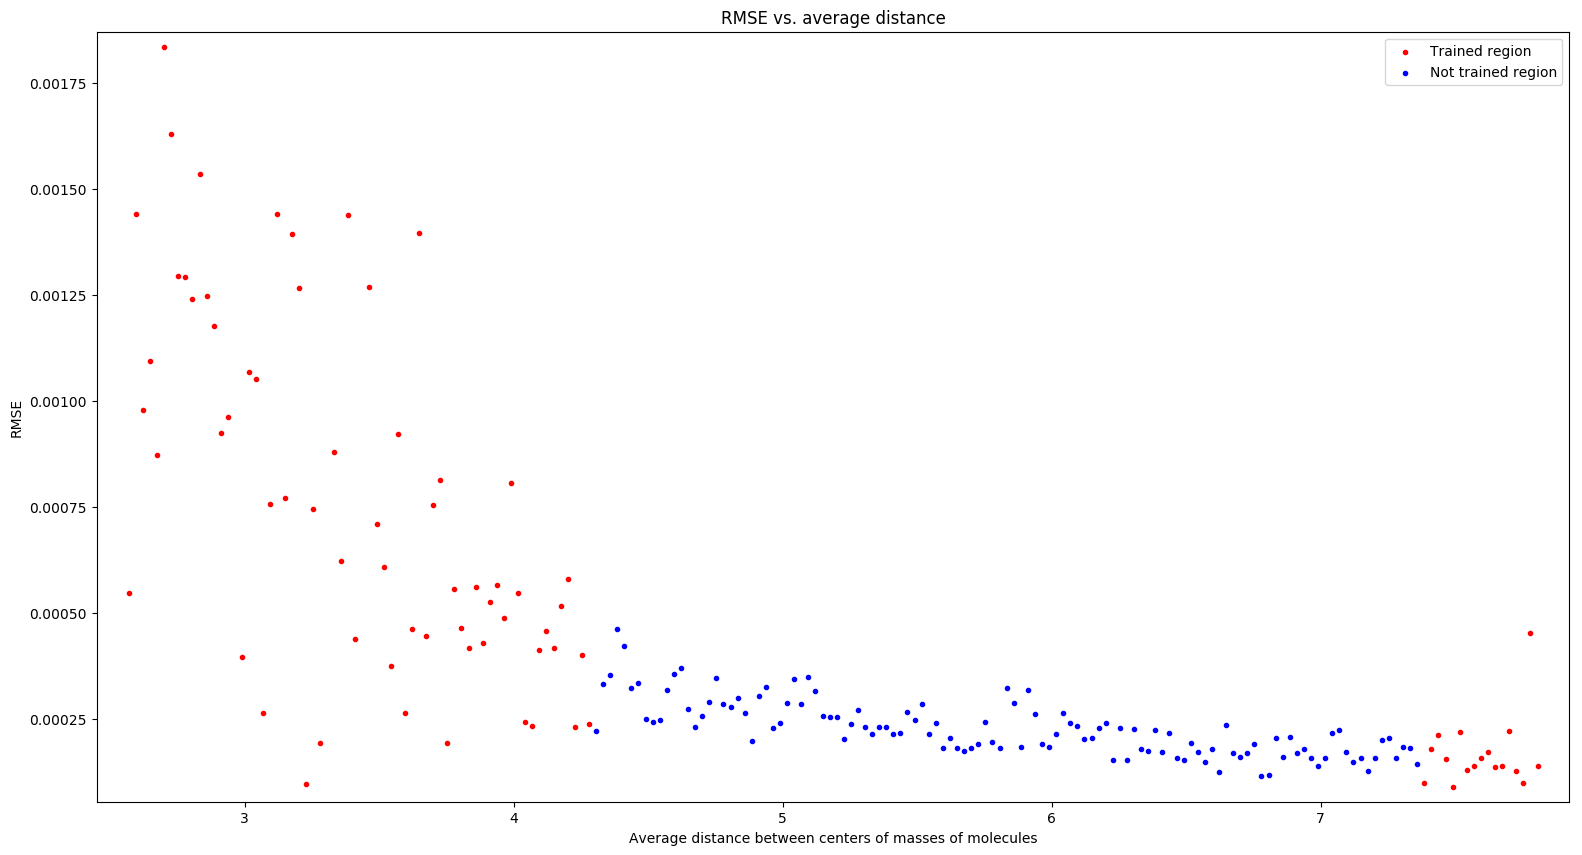 RMSE vs. average distance
Trained region
Not trained region
0.00175
0.00150
0.00125
0.00100
0.00075
0.00050
0.00025
RMSE
3 4 5 6 7
Average distance between centers of masses of molecules